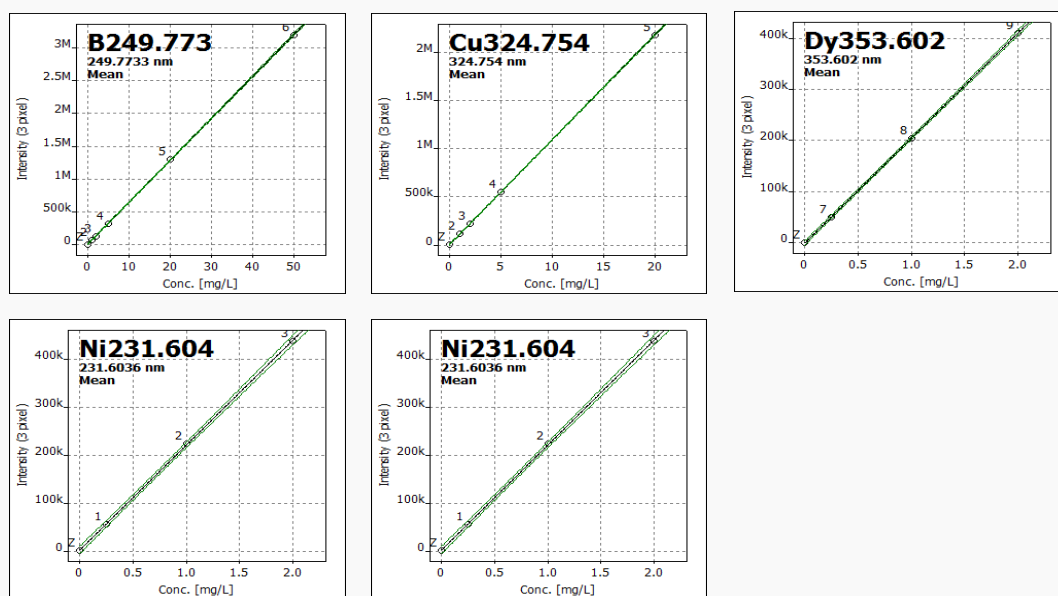 B249.773
249.7733 nm
Mean
Intensity (3 pixel)
3M
2.5M
2M
1.5M
1M
500k
0
Z
2
3
4
5
6
0 10 20 30 40 50
Conc. [mg/L]
Cu324.754
324.754 nm
Mean
Intensity (3 pixel)
2M
1.5M
1M
500k
0
Z
2
3
4
5
0 5 10 15 20
Conc. [mg/L]
Dy353.602
353.602 nm
Mean
Intensity (3 pixel)
400k
300k
200k
100k
0
Z
7
8
9
0.0 0.5 1.0 1.5 2.0
Conc. [mg/L]
Ni231.604
231.6036 nm
Mean
Intensity (3 pixel)
400k
300k
200k
100k
0
Z
1
2
3
0.0 0.5 1.0 1.5 2.0
Conc. [mg/L]
Ni231.604
231.6036 nm
Mean
Intensity (3 pixel)
400k
300k
200k
100k
0
Z
1
2
3
0.0 0.5 1.0 1.5 2.0
Conc. [mg/L]